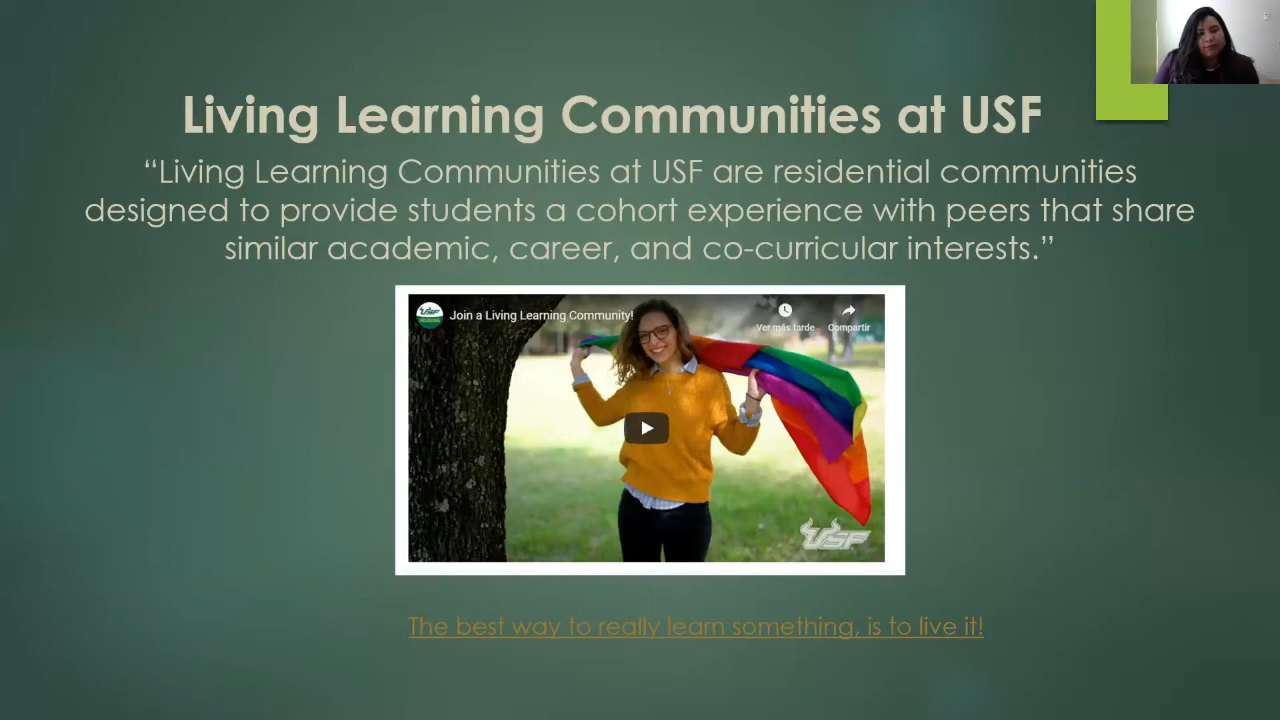 Living Learning Communities at USF
“Living Learning Communities at USF are residential communities
designed to provide students a cohort experience with peers that share
similar academic, career, and co-curricular interests.”
USF
Join a Living Learning Community!
Ver más tarde
Compartir
USF
The best way to really learn something, is to live it!